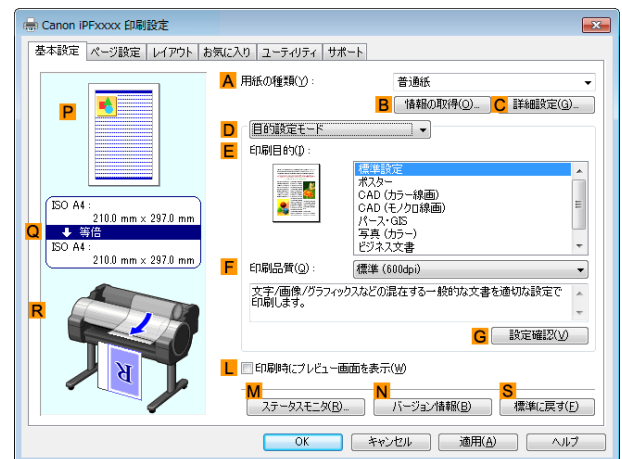 Canon iPFxxxx 印刷設定
基本設定 ページ設定 レイアウト お気に入り ユーティリティ サポート
A 用紙の種類(Y) : 普通紙
P
B 情報の取得(O)... C 詳細設定(G)...
D 目的設定モード
E 印刷目的(I) :
標準設定
ポスター
CAD (カラー線画)
CAD (モノクロ線画)
パース・GIS
写真 (カラー)
ビジネス文書
ISO A4 :
210.0 mm x 297.0 mm
Q 等倍
ISO A4 :
210.0 mm x 297.0 mm
F 印刷品質(Q) : 標準 (600dpi)
文字/画像/グラフィックスなどの混在する一般的な文書を適切な設定で
印刷します。
R
G 設定確認(V)
R
L 印刷時にプレビュー画面を表示(W)
M N S
ステータスモニタ(R)... バージョン情報(B) 標準に戻す(F)
OK キャンセル 適用(A) ヘルプ